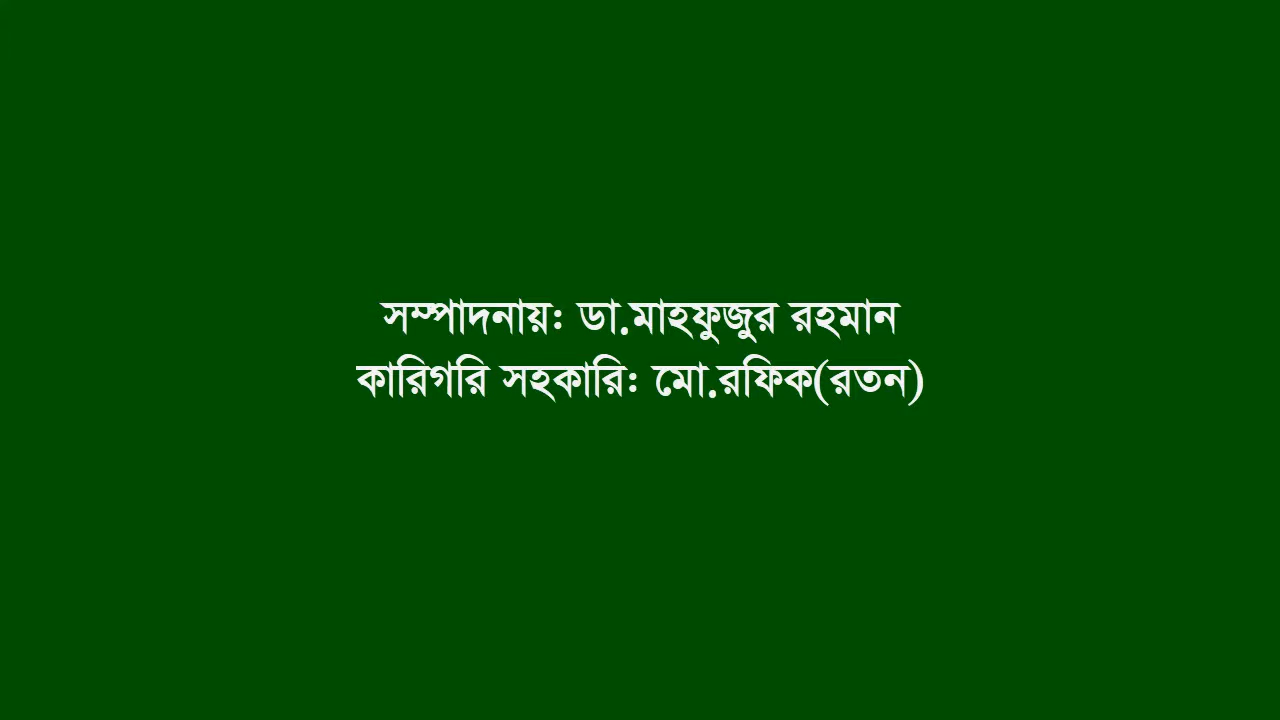 সম্পাদনায়ঃ ডা.মাহফুজুর রহমান
কারিগরি সহকারিঃ মো.রফিক(রতন)